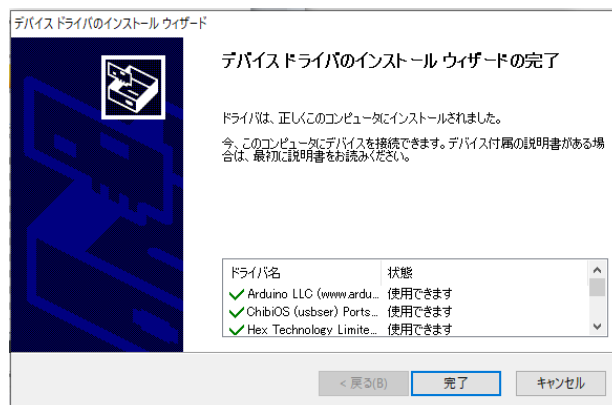 デバイス ドライバのインストール ウィザード
デバイス ドライバのインストール ウィザードの完了
ドライバは、正しくこのコンピュータにインストールされました。
今、このコンピュータにデバイスを接続できます。デバイス付属の説明書がある場
合は、最初に説明書をお読みください。
ドライバ名 状態
Arduino LLC (www.ardu... 使用できます
ChibiOS (usbser) Ports... 使用できます
Hex Technology Limite... 使用できます
< 戻る(B) 完了 キャンセル